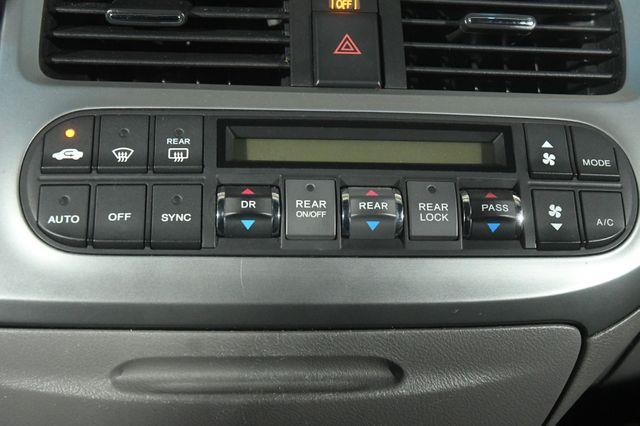 OFF
REAR
MODE
AUTO
OFF
SYNC
DR
REAR
ON/OFF
REAR
REAR
LOCK
PASS
A/C